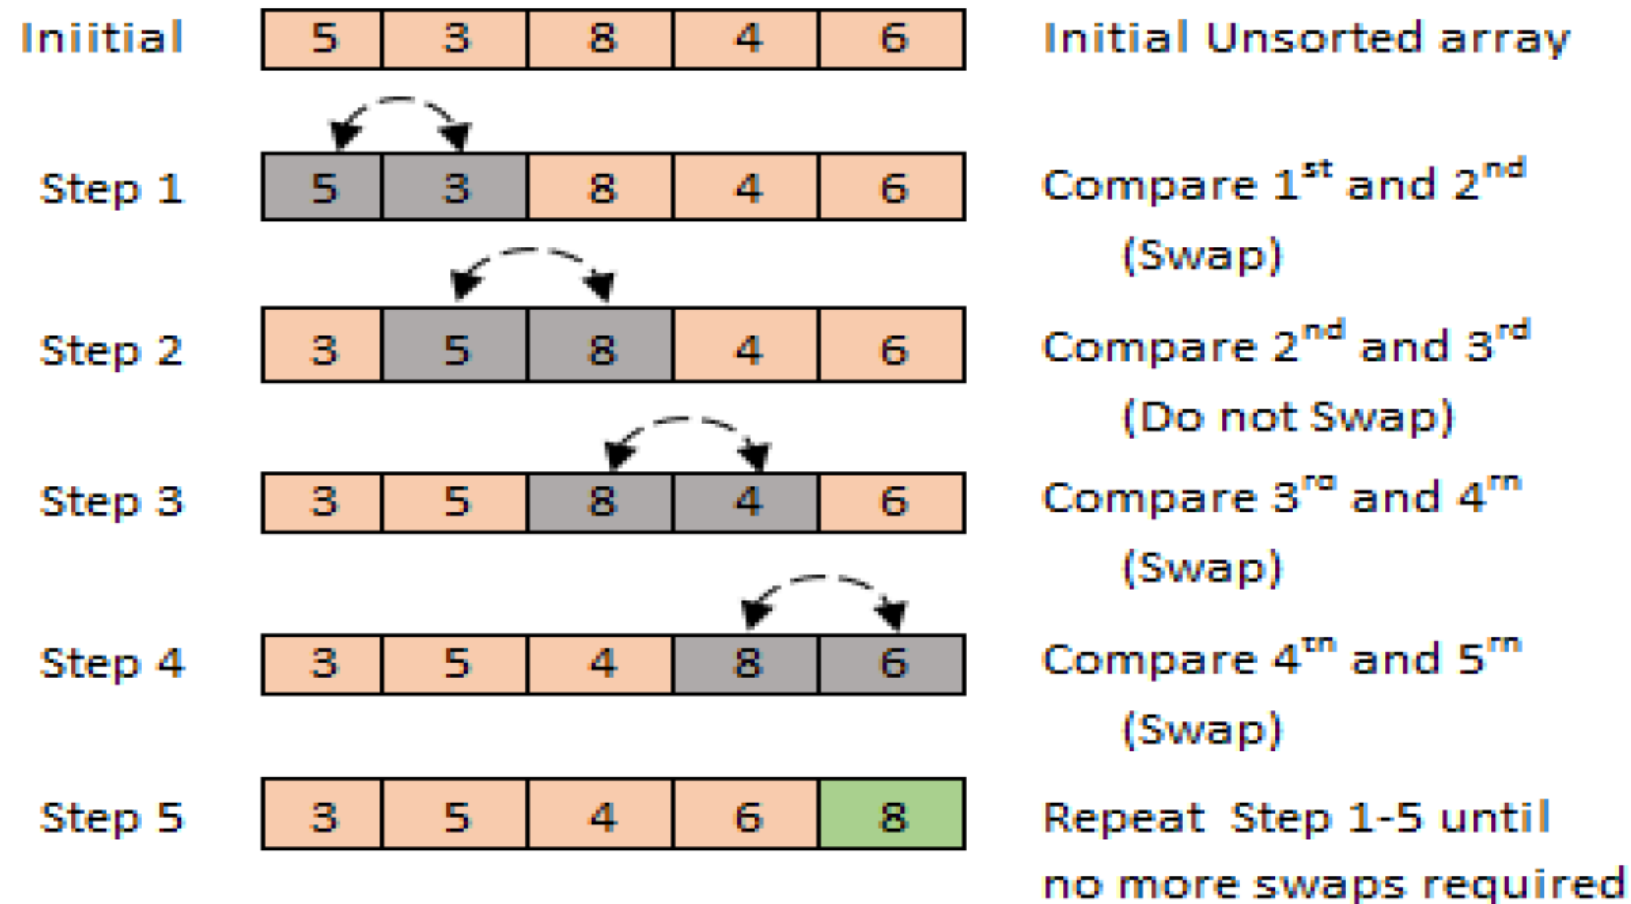 Iniitial 5 3 8 4 6 Initial Unsorted array
Step 1 5 3 8 4 6 Compare 1st and 2nd
(Swap)
Step 2 3 5 8 4 6 Compare 2nd and 3rd
(Do not Swap)
Step 3 3 5 8 4 6 Compare 3rd and 4th
(Swap)
Step 4 3 5 4 8 6 Compare 4th and 5th
(Swap)
Step 5 3 5 4 6 8 Repeat Step 1-5 until
no more swaps required